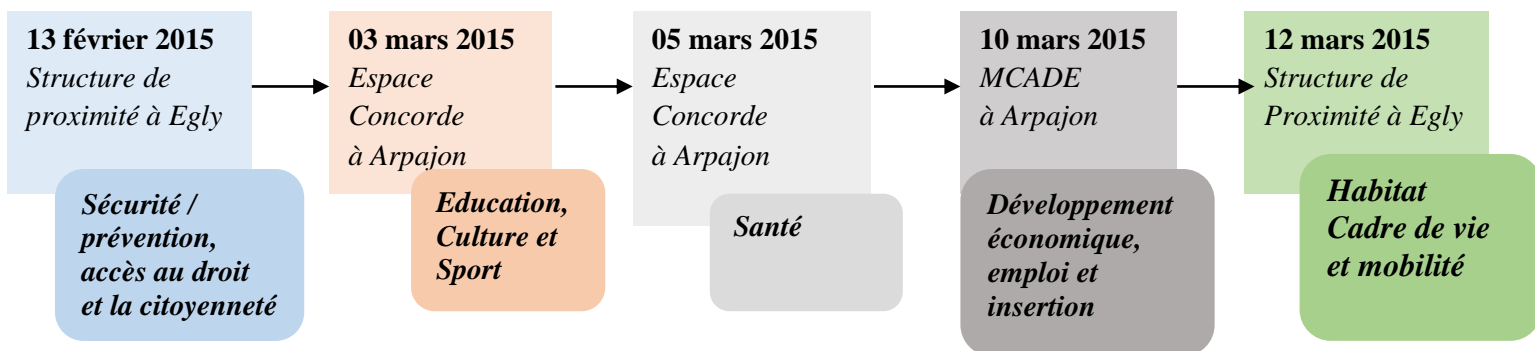 13 février 2015
Structure de
proximité à Egly
Sécurité /
prévention,
accès au droit
et la citoyenneté
03 mars 2015
Espace
Concorde
à Arpajon
Education,
Culture et
Sport
05 mars 2015
Espace
Concorde
à Arpajon
Santé
10 mars 2015
MCADE
à Arpajon
Développement
économique,
emploi et
insertion
12 mars 2015
Structure de
Proximité à Egly
Habitat
Cadre de vie
et mobilité